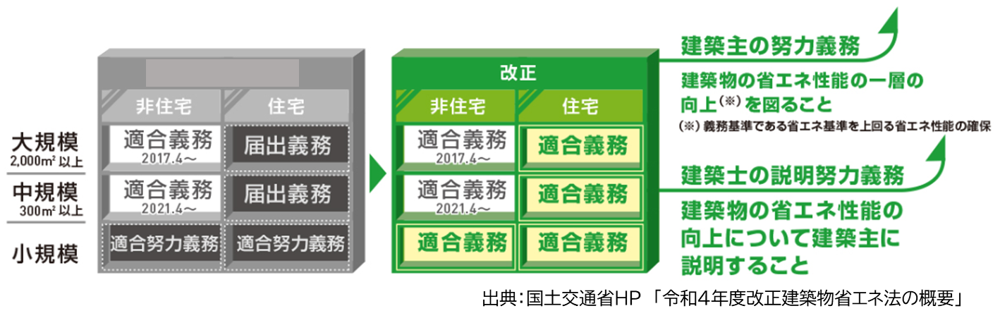 改正
非住宅 住宅 非住宅 住宅
大規模
2,000㎡以上
適合義務
2017.4～
届出義務
適合義務
2017.4～
適合義務
中規模
300㎡以上
適合義務
2021.4～
届出義務
適合義務
2021.4～
適合義務
小規模
適合努力義務
適合努力義務
適合義務
適合義務
建築主の努力義務
建築物の省エネ性能の一層の
向上(※)を図ること
(※)義務基準である省エネ基準を上回る省エネ性能の確保
建築士の説明努力義務
建築物の省エネ性能の
向上について建築主に
説明すること
出典：国土交通省HP「令和4年度改正建築物省エネ法の概要」